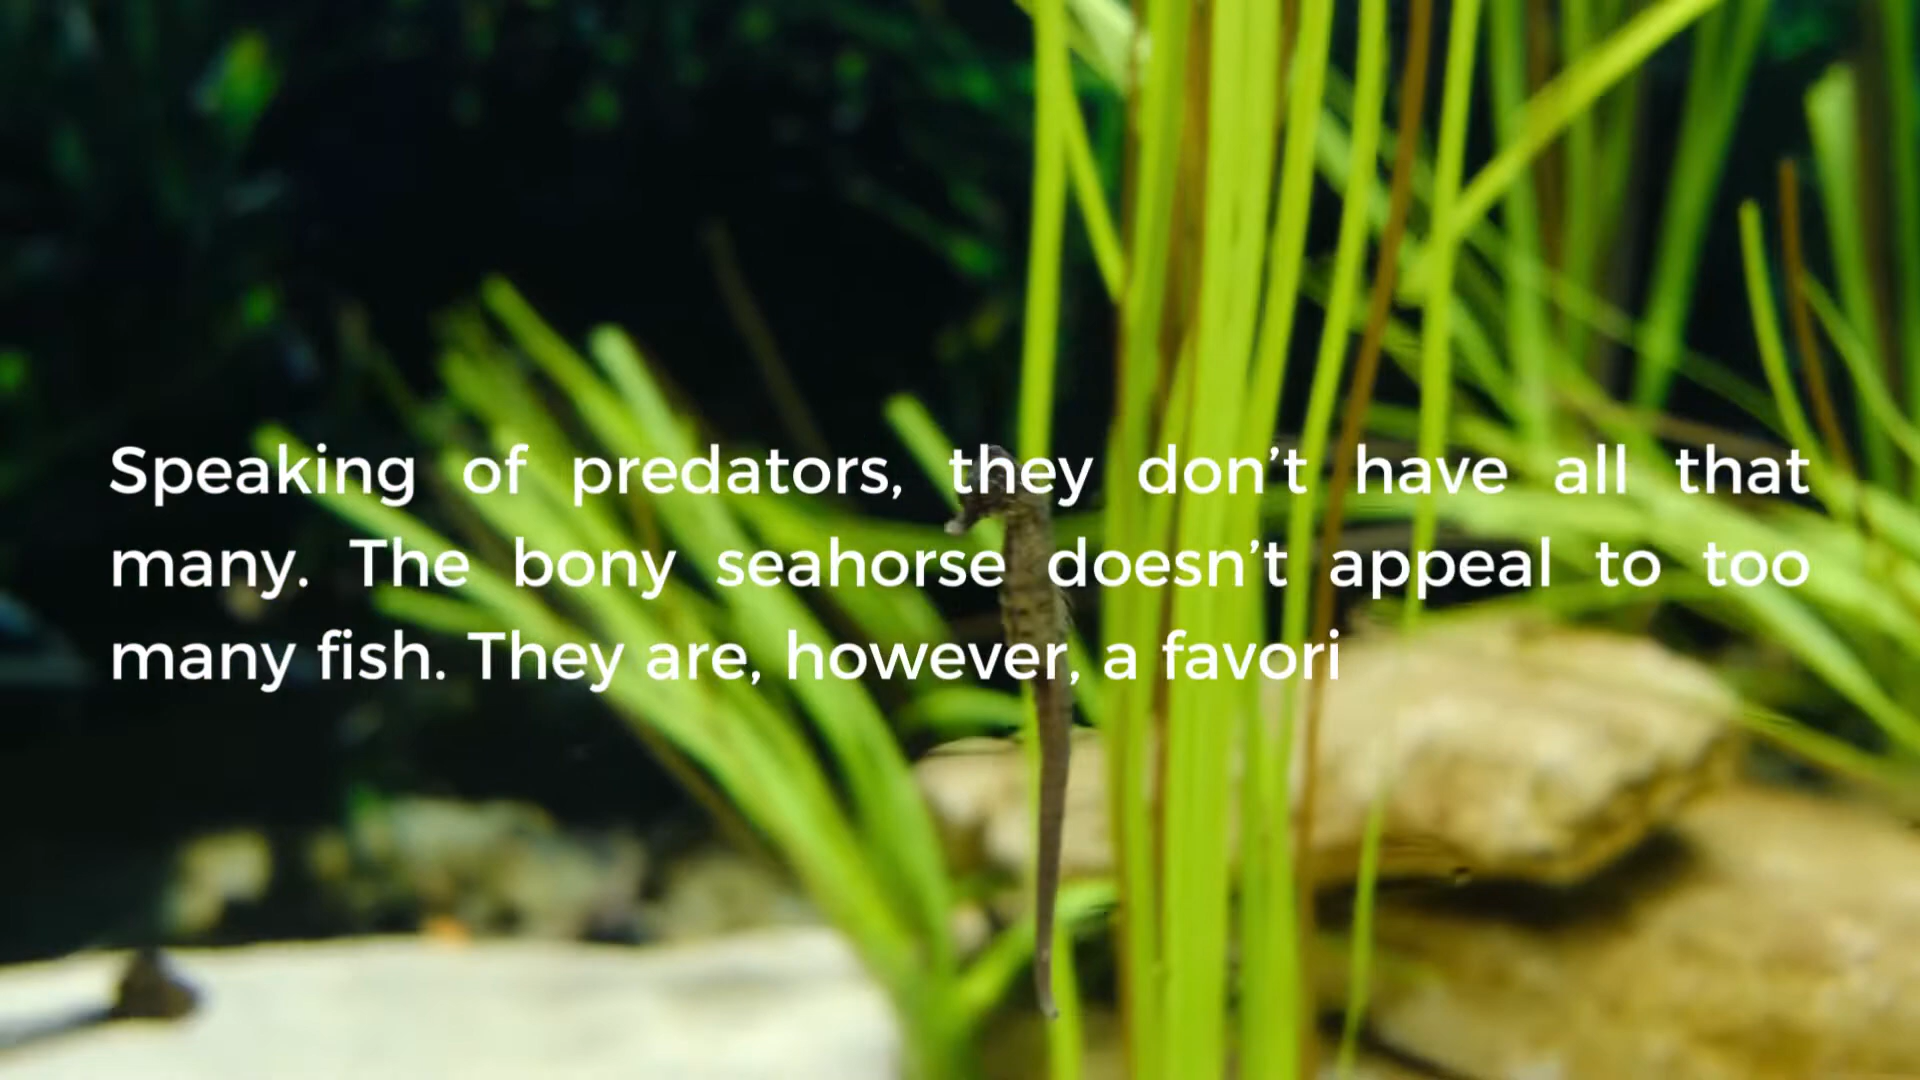 Speaking of predators, they don’t have all that
many. The bony seahorse doesn’t appeal to too
many fish. They are, however, a favori